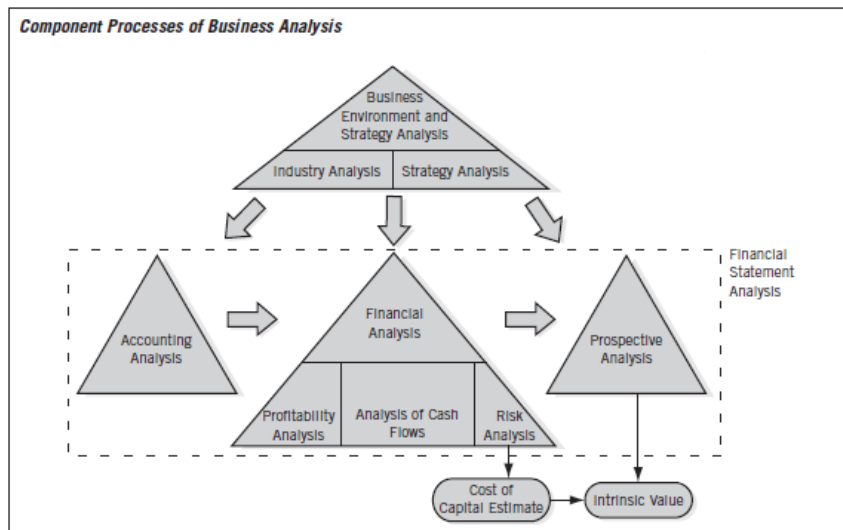 Component Processes of Business Analysis
Business
Environment and
Strategy Analysis
Industry Analysis
Strategy Analysis
Financial
Statement
Analysis
Accounting
Analysis
Financial
Analysis
Prospective
Analysis
Profitability
Analysis
Analysis of Cash
Flows
Risk
Analysis
Cost of
Capital Estimate
Intrinsic Value